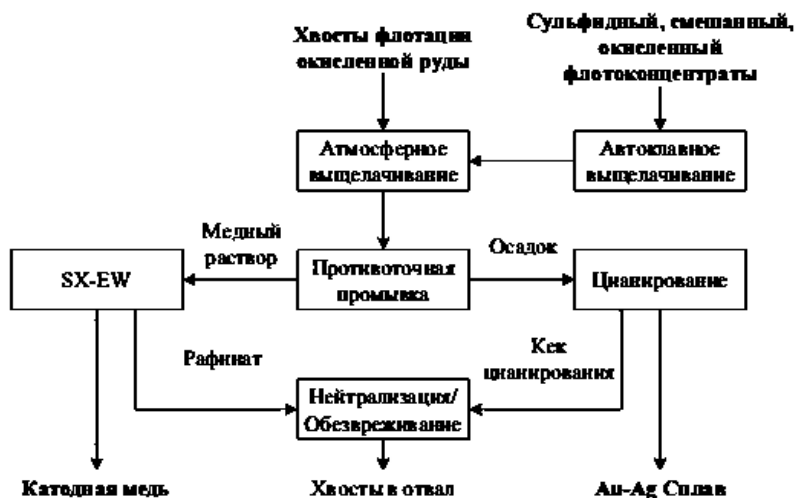 Хвосты флотации
окисленной руды
Сульфидный, смешанный,
окисленный
флотоконцентраты
Атмосферное
выщелачивание
Автоклавное
выщелачивание
Медный
раствор
Осадок
SX-EW
Противоточная
промывка
Цианирование
Рафинат
Кек
цианирования
Нейтрализация/
Обезвреживание
Катодная медь
Хвосты в отвал
Au-Ag Сплав